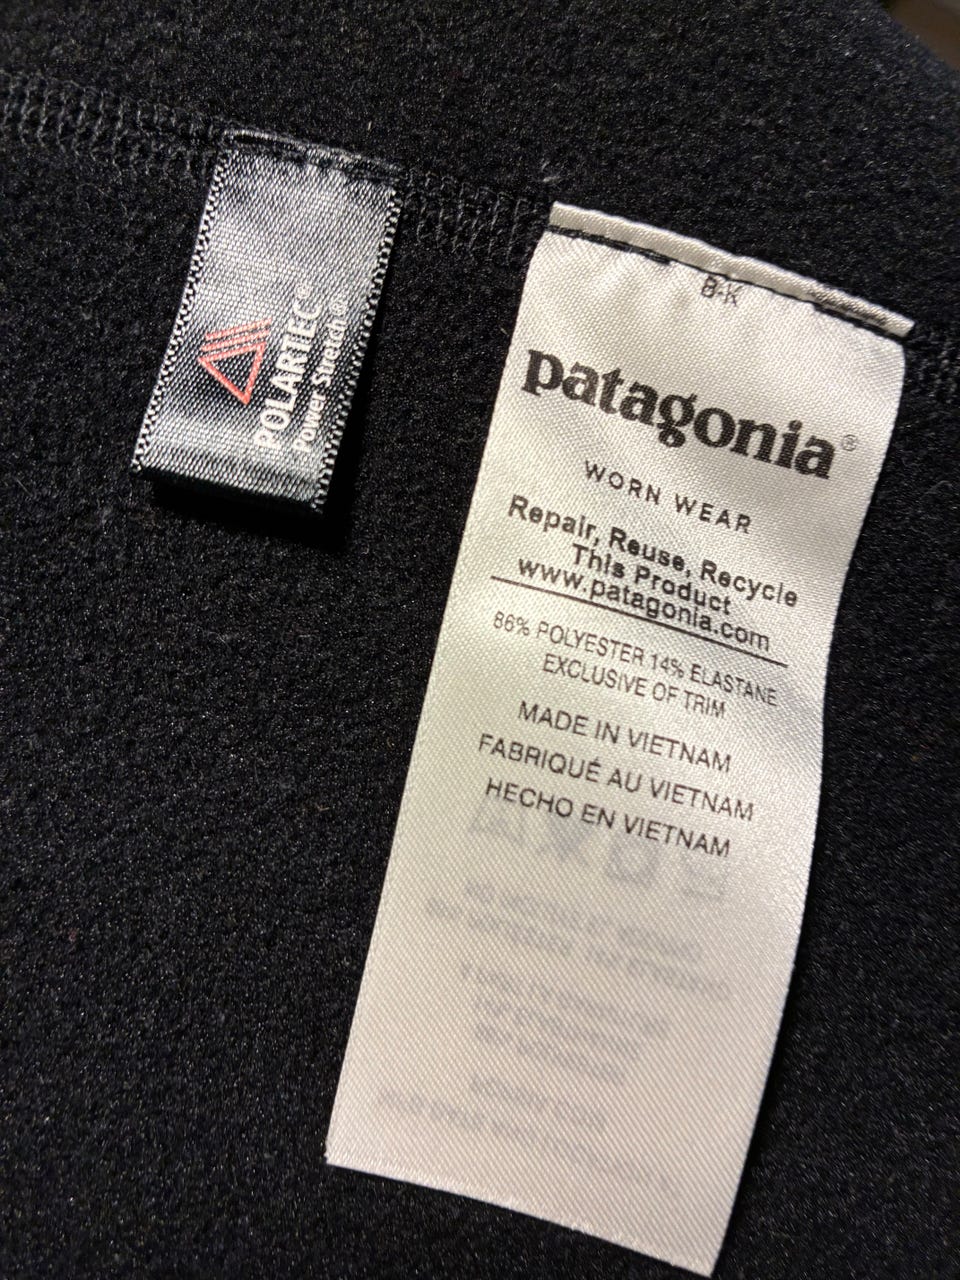 POLARTEC®
Power Stretch®
8-K
patagonia®
WORN WEAR
Repair, Reuse, Recycle
This Product
www.patagonia.com
86% POLYESTER 14% ELASTANE
EXCLUSIVE OF TRIM
MADE IN VIETNAM
FABRIQUÉ AU VIETNAM
HECHO EN VIETNAM